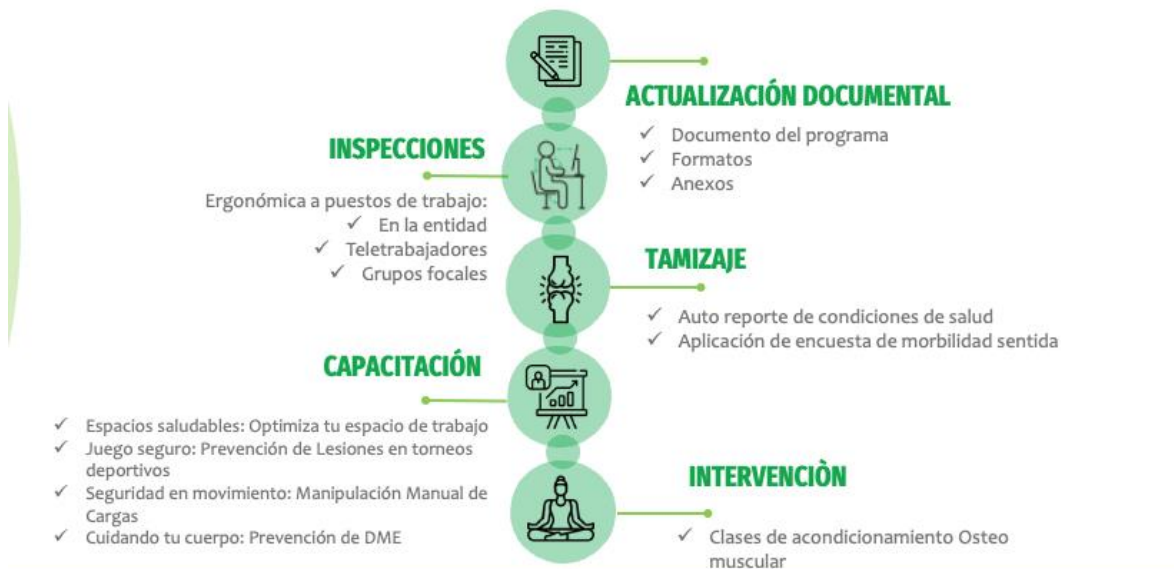 ACTUALIZACIÓN DOCUMENTAL
✓ Documento del programa
✓ Formatos
✓ Anexos
INSPECCIONES
Ergonómica a puestos de trabajo:
✓ En la entidad
✓ Teletrabajadores
✓ Grupos focales
TAMIZAJE
✓ Auto reporte de condiciones de salud
✓ Aplicación de encuesta de morbilidad sentida
CAPACITACIÓN
✓ Espacios saludables: Optimiza tu espacio de trabajo
✓ Juego seguro: Prevención de Lesiones en torneos
deportivos
✓ Seguridad en movimiento: Manipulación Manual de
Cargas
✓ Cuidando tu cuerpo: Prevención de DME
INTERVENCIÒN
✓ Clases de acondicionamiento Osteo
muscular